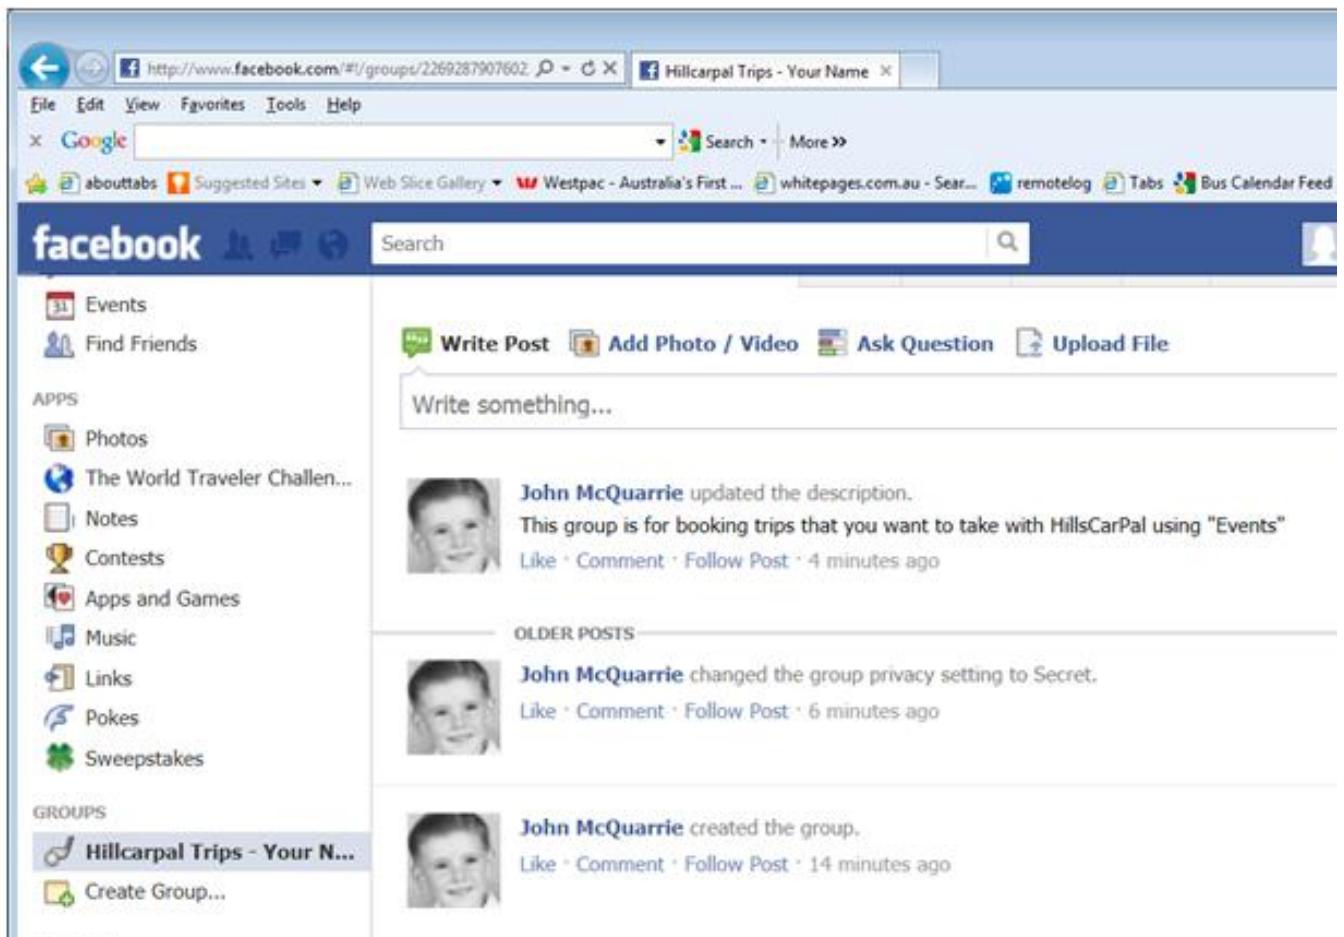 http://www.facebook.com/#!/groups/2269287907602
Hillcarpal Trips - Your Name
File Edit View Favorites Tools Help
x Google Search More »
abouttabs Suggested Sites Web Slice Gallery Westpac - Australia's First ... whitepages.com.au - Sear... remotelog Tabs Bus Calendar Feed
facebook Search
31 Events
Find Friends
Write Post Add Photo / Video Ask Question Upload File
APPS
Write something...
Photos
The World Traveler Challen...
Notes
Contests
Apps and Games
Music
Links
Pokes
Sweepstakes
GROUPS
Hillcarpal Trips - Your N...
Create Group...
John McQuarrie updated the description.
This group is for booking trips that you want to take with HillsCarPal using "Events"
Like · Comment · Follow Post · 4 minutes ago
OLDER POSTS
John McQuarrie changed the group privacy setting to Secret.
Like · Comment · Follow Post · 6 minutes ago
John McQuarrie created the group.
Like · Comment · Follow Post · 14 minutes ago